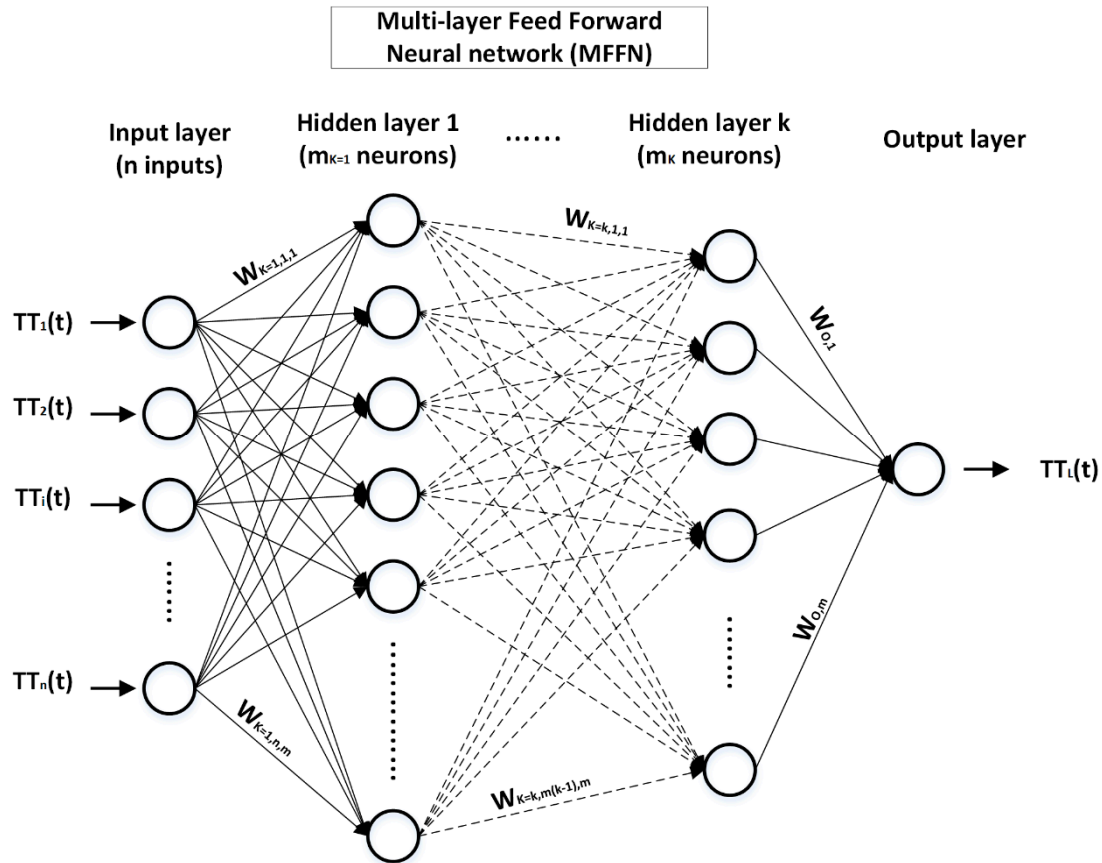 Multi-layer Feed Forward
Neural network (MFFN)
Input layer
(n inputs)
Hidden layer 1
(mK=1 neurons)
......
Hidden layer k
(mK neurons)
Output layer
WK=1,1,1
WK=k,1,1
TT1(t)
TT2(t)
TTi(t)
TTn(t)
WO,1
TTL(t)
WO,m
WK=1,n,m
WK=k,m(k-1),m